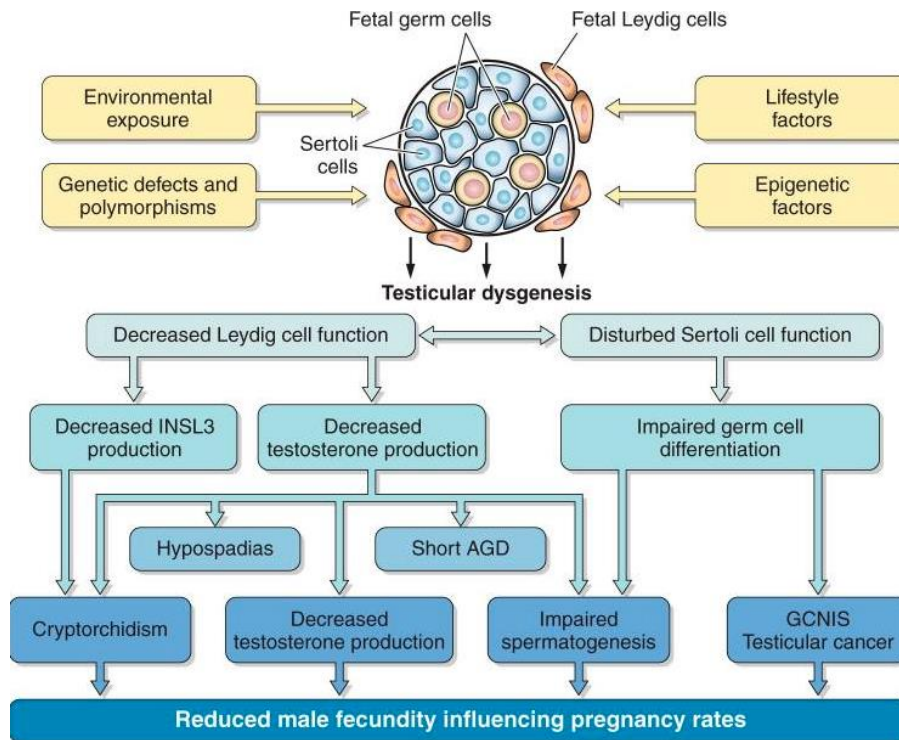 Fetal germ cells
Fetal Leydig cells
Environmental
exposure
Lifestyle
factors
Sertoli
cells
Genetic defects and
polymorphisms
Epigenetic
factors
Testicular dysgenesis
Decreased Leydig cell function
Disturbed Sertoli cell function
Decreased INSL3
production
Decreased
testosterone production
Impaired germ cell
differentiation
Hypospadias
Short AGD
Cryptorchidism
Decreased
testosterone production
Impaired
spermatogenesis
GCNIS
Testicular cancer
Reduced male fecundity influencing pregnancy rates